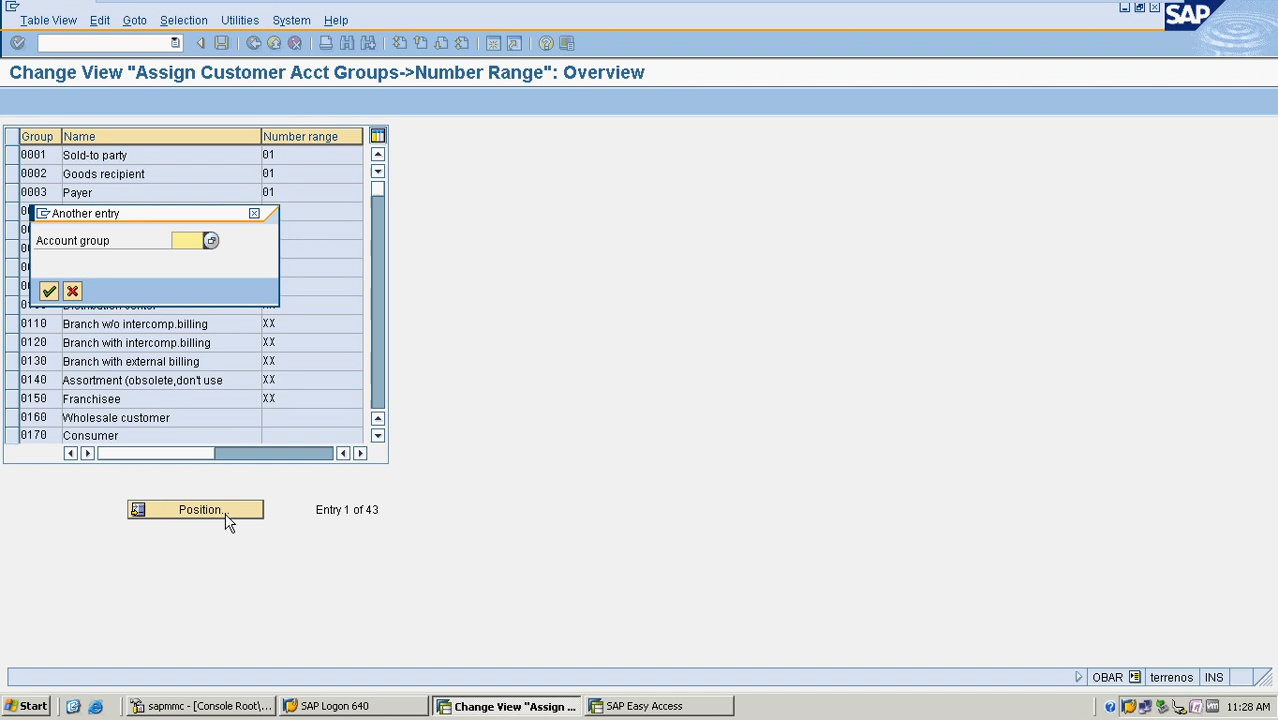 Table View Edit Goto Selection Utilities System Help
SAP
Change View "Assign Customer Acct Groups->Number Range": Overview
Group Name Number range
0001 Sold-to party 01
0002 Goods recipient 01
0003 Payer 01
Another entry
Account group
0110 Branch w/o intercomp.billing XX
0120 Branch with intercomp.billing XX
0130 Branch with external billing XX
0140 Assortment (obsolete,don't use XX
0150 Franchisee XX
0160 Wholesale customer
0170 Consumer
Position...
Entry 1 of 43
OBAR terrenos INS
Start sapmmc - [Console Root\... SAP Logon 640 Change View "Assign ... SAP Easy Access 11:28 AM